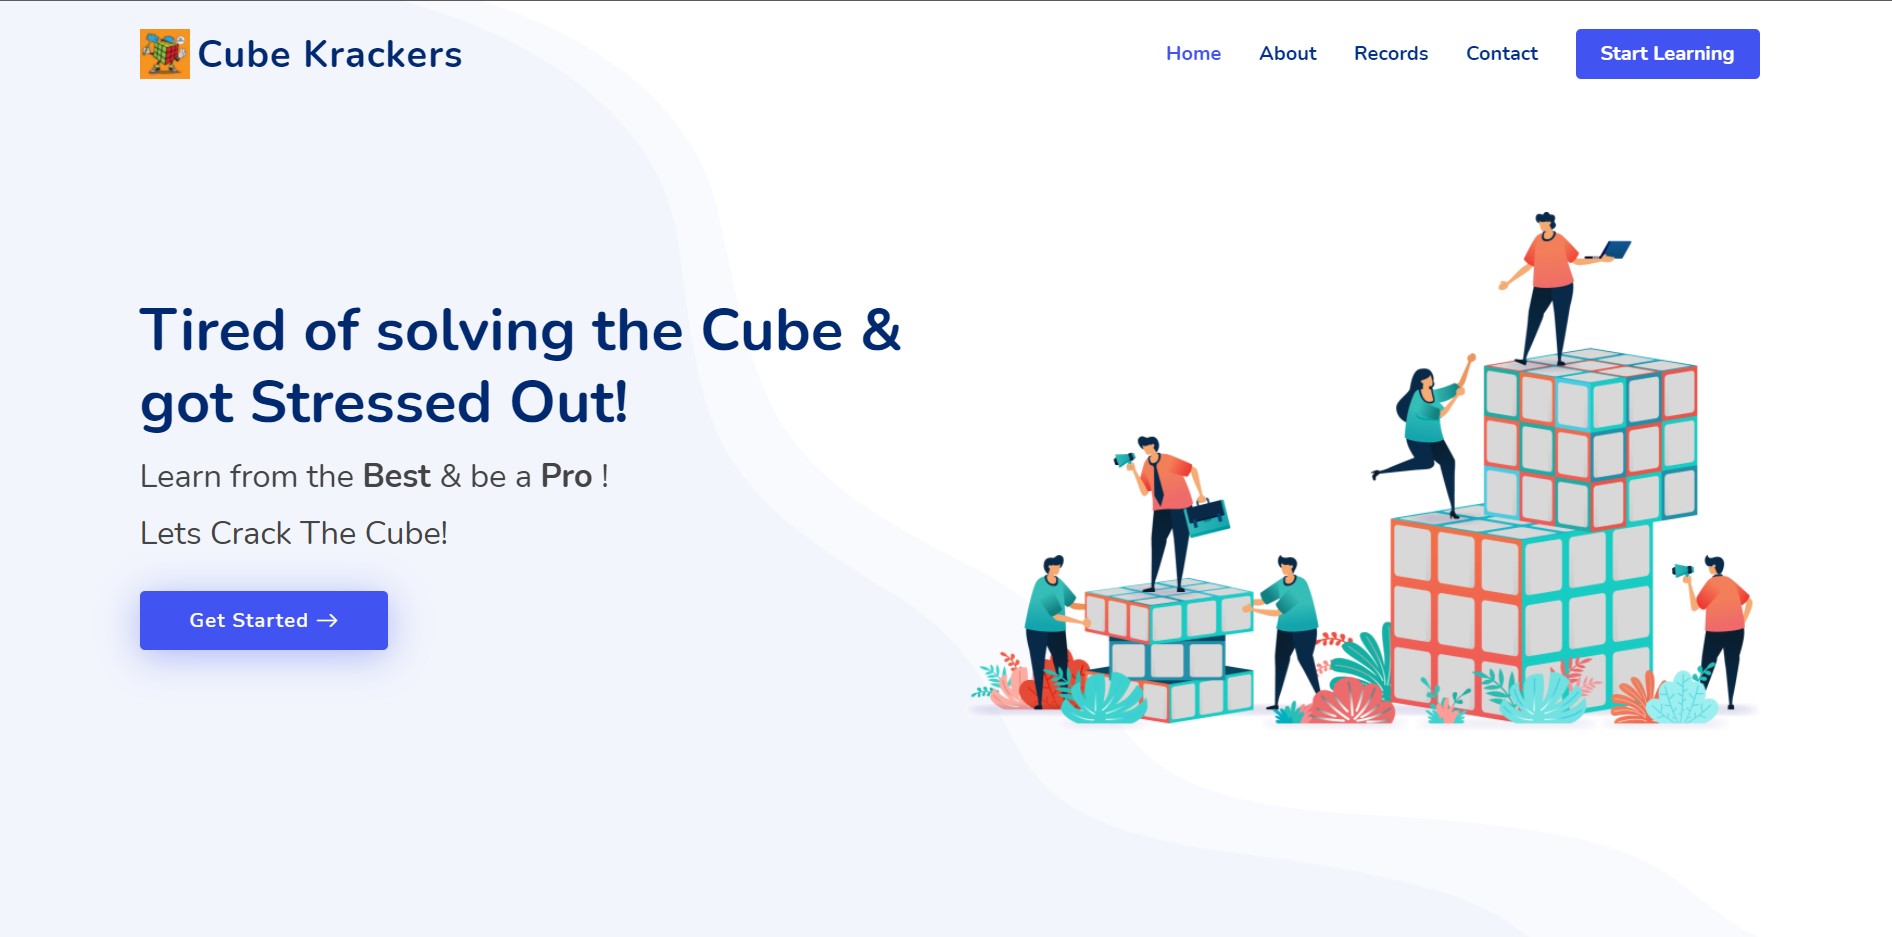 Cube Krackers
Home
About
Records
Contact
Start Learning
Tired of solving the Cube &
got Stressed Out!
Learn from the Best & be a Pro !
Lets Crack The Cube!
Get Started →